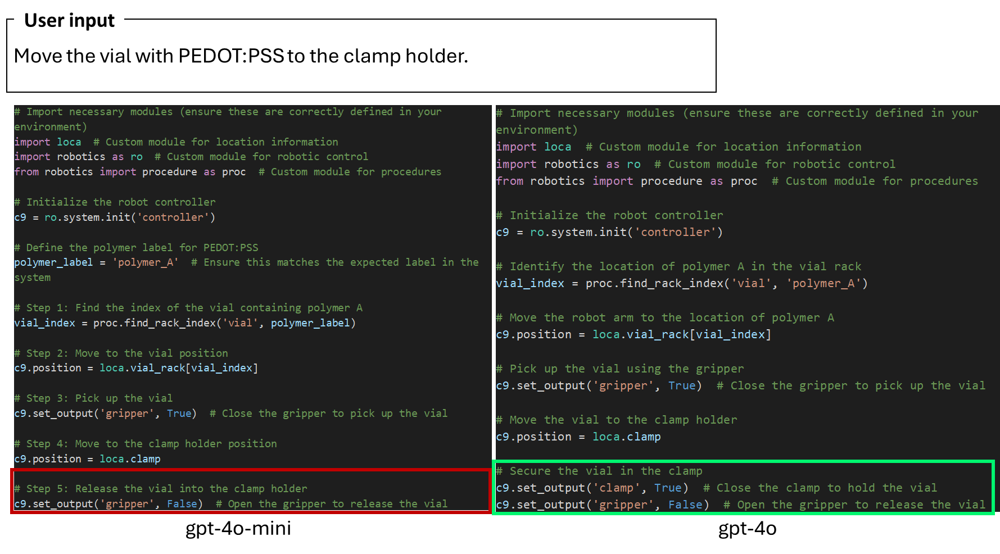 User input
Move the vial with PEDOT:PSS to the clamp holder.
# Import necessary modules (ensure these are correctly defined in your
environment)
import loca  # Custom module for location information
import robotics as ro  # Custom module for robotic control
from robotics import procedure as proc  # Custom module for procedures
# Initialize the robot controller
c9 = ro.system.init('controller')
# Define the polymer label for PEDOT:PSS
polymer_label = 'polymer_A'  # Ensure this matches the expected label in the
system
# Step 1: Find the index of the vial containing polymer A
vial_index = proc.find_rack_index('vial', polymer_label)
# Step 2: Move to the vial position
c9.position = loca.vial_rack[vial_index]
# Step 3: Pick up the vial
c9.set_output('gripper', True)  # Close the gripper to pick up the vial
# Step 4: Move to the clamp holder position
c9.position = loca.clamp
# Step 5: Release the vial into the clamp holder
c9.set_output('gripper', False)  # Open the gripper to release the vial
gpt-4o-mini
# Import necessary modules (ensure these are correctly defined in your
environment)
import loca  # Custom module for location information
import robotics as ro  # Custom module for robotic control
from robotics import procedure as proc  # Custom module for procedures
# Initialize the robot controller
c9 = ro.system.init('controller')
# Identify the location of polymer A in the vial rack
vial_index = proc.find_rack_index('vial', 'polymer_A')
# Move the robot arm to the location of polymer A
c9.position = loca.vial_rack[vial_index]
# Pick up the vial using the gripper
c9.set_output('gripper', True)  # Close the gripper to pick up the vial
# Move the vial to the clamp holder
c9.position = loca.clamp
# Secure the vial in the clamp
c9.set_output('clamp', True)  # Close the clamp to hold the vial
c9.set_output('gripper', False)  # Open the gripper to release the vial
gpt-4o